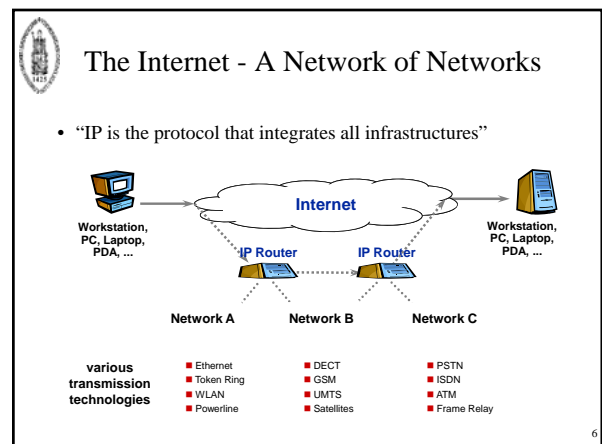 The Internet - A Network of Networks
• “IP is the protocol that integrates all infrastructures”
Internet
Workstation,
PC, Laptop,
PDA, ...
Workstation,
PC, Laptop,
PDA, ...
IP Router
IP Router
Network A
Network B
Network C
various
transmission
technologies
Ethernet
Token Ring
WLAN
Powerline
DECT
GSM
UMTS
Satellites
PSTN
ISDN
ATM
Frame Relay
6